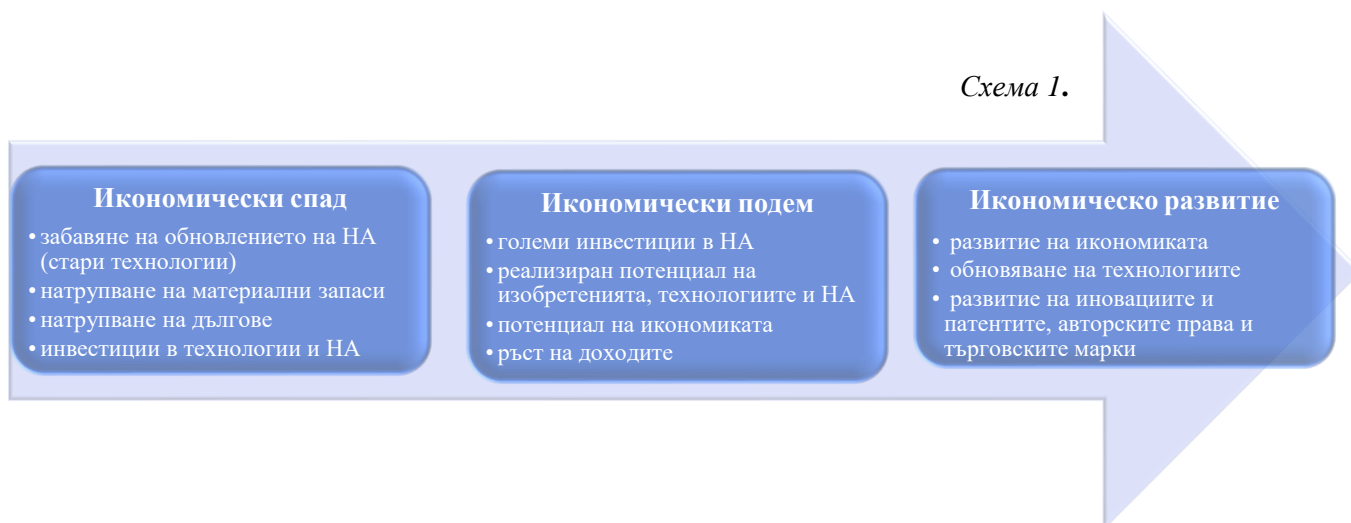 Схема 1.
Икономически спад
• забавяне на обновлението на НА
(стари технологии)
• натрупване на материални запаси
• натрупване на дългове
• инвестиции в технологии и НА
Икономически подем
• големи инвестиции в НА
• реализиран потенциал на
изобретенията, технологиите и НА
• потенциал на икономиката
• ръст на доходите
Икономическо развитие
• развитие на икономиката
• обновяване на технологиите
• развитие на иновациите и
патентите, авторските права и
търговските марки